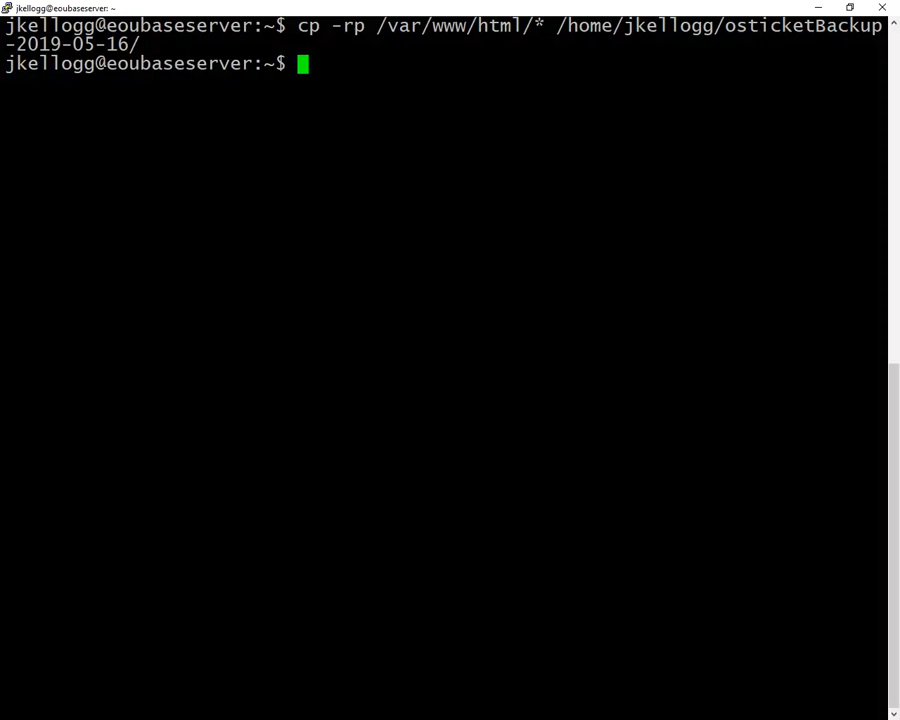 jkellogg@eoubaseserver: ~
jkellogg@eoubaseserver:~$ cp -rp /var/www/html/* /home/jkellogg/osticketBackup
-2019-05-16/
jkellogg@eoubaseserver:~$